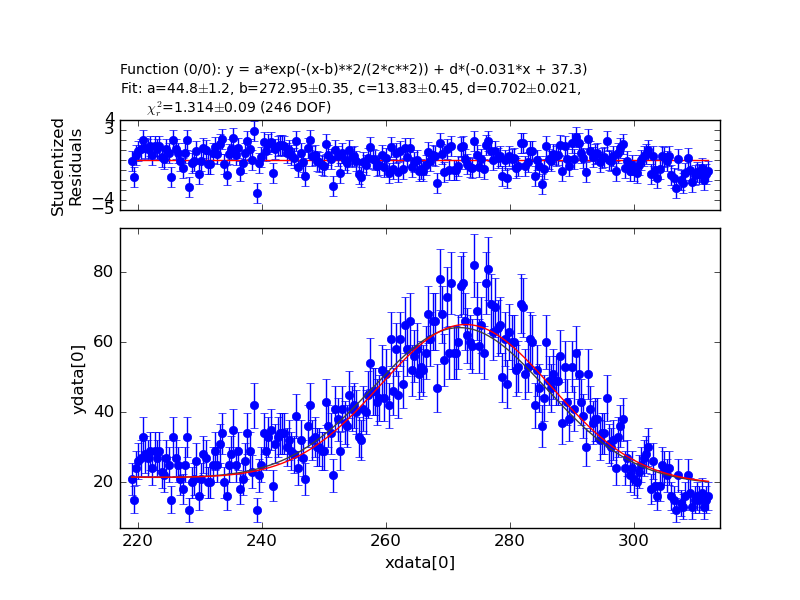 Function (0/0): y = a*exp(-(x-b)**2/(2*c**2)) + d*(-0.031*x + 37.3)
Fit: a=44.8±1.2, b=272.95±0.35, c=13.83±0.45, d=0.702±0.021,
χ²ᵣ=1.314±0.09 (246 DOF)
4
3
−4
−5
Studentized
Residuals
80
60
40
20
ydata[0]
220 240 260 280 300
xdata[0]